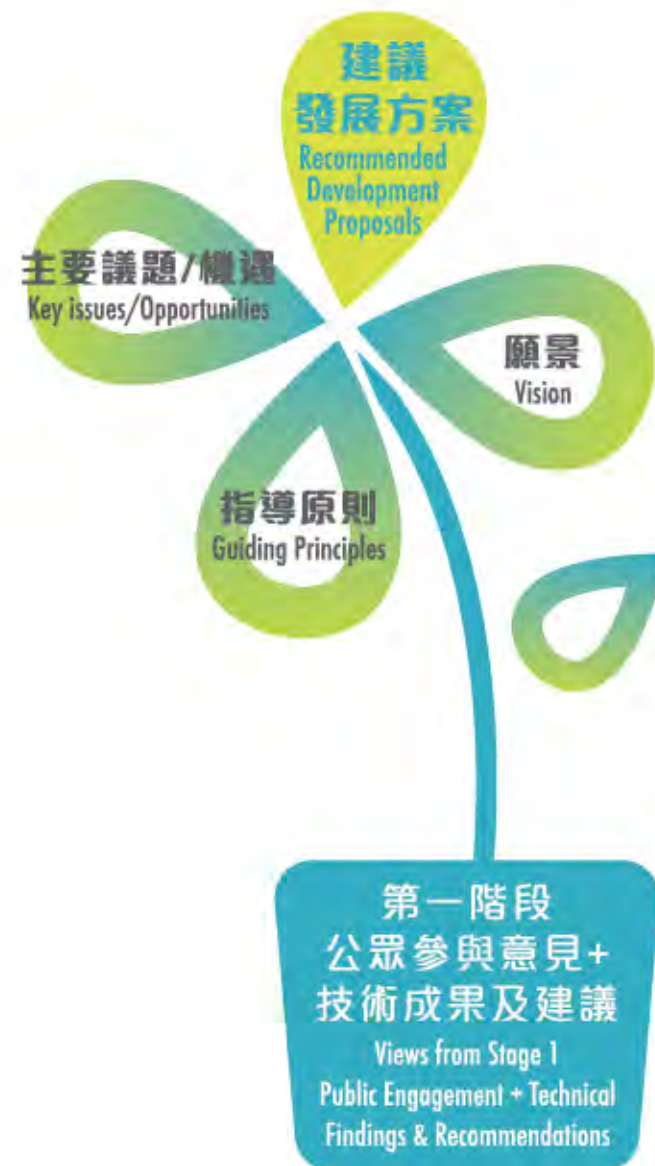 建議
發展方案
Recommended
Development
Proposals
主要議題/機遇
Key issues/Opportunities
願景
Vision
指導原則
Guiding Principles
第一階段
公眾參與意見+
技術成果及建議
Views from Stage 1
Public Engagement + Technical
Findings & Recommendations